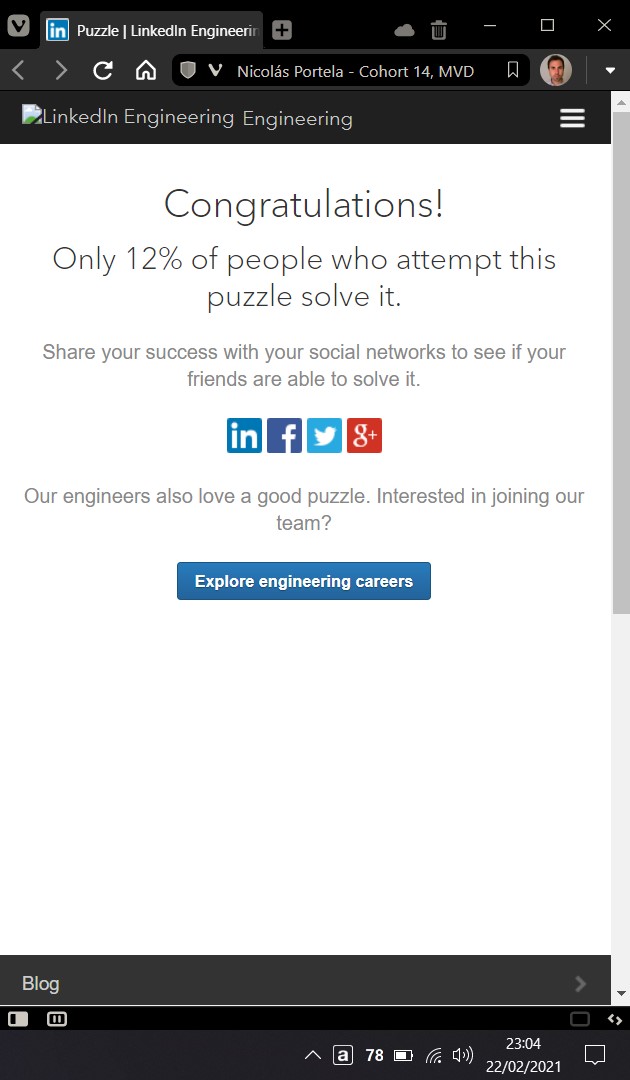 Puzzle | LinkedIn Engineerin
Nicolás Portela - Cohort 14, MVD
LinkedIn Engineering Engineering
Congratulations!
Only 12% of people who attempt this
puzzle solve it.
Share your success with your social networks to see if your
friends are able to solve it.
in f g+
Our engineers also love a good puzzle. Interested in joining our
team?
Explore engineering careers
Blog
a 78 23:04
22/02/2021